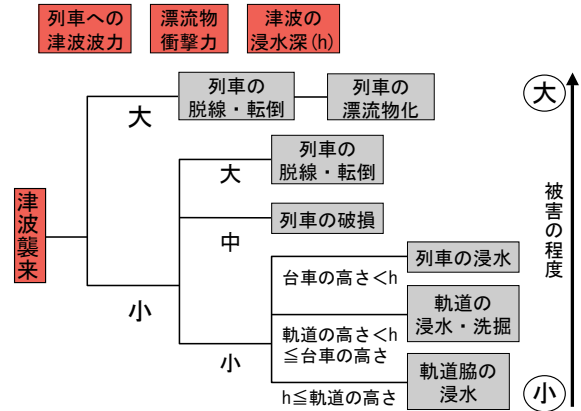 列車への
津波波力
漂流物
衝撃力
津波の
浸水深(h)
列車の
脱線・転倒
列車の
漂流物化
大
大
列車の
脱線・転倒
大
津波襲来
列車の破損
中
被害の程度
列車の浸水
台車の高さ<h
小
軌道の
浸水・洗掘
軌道の高さ<h
≦台車の高さ
小
軌道脇の
浸水
h≦軌道の高さ
小